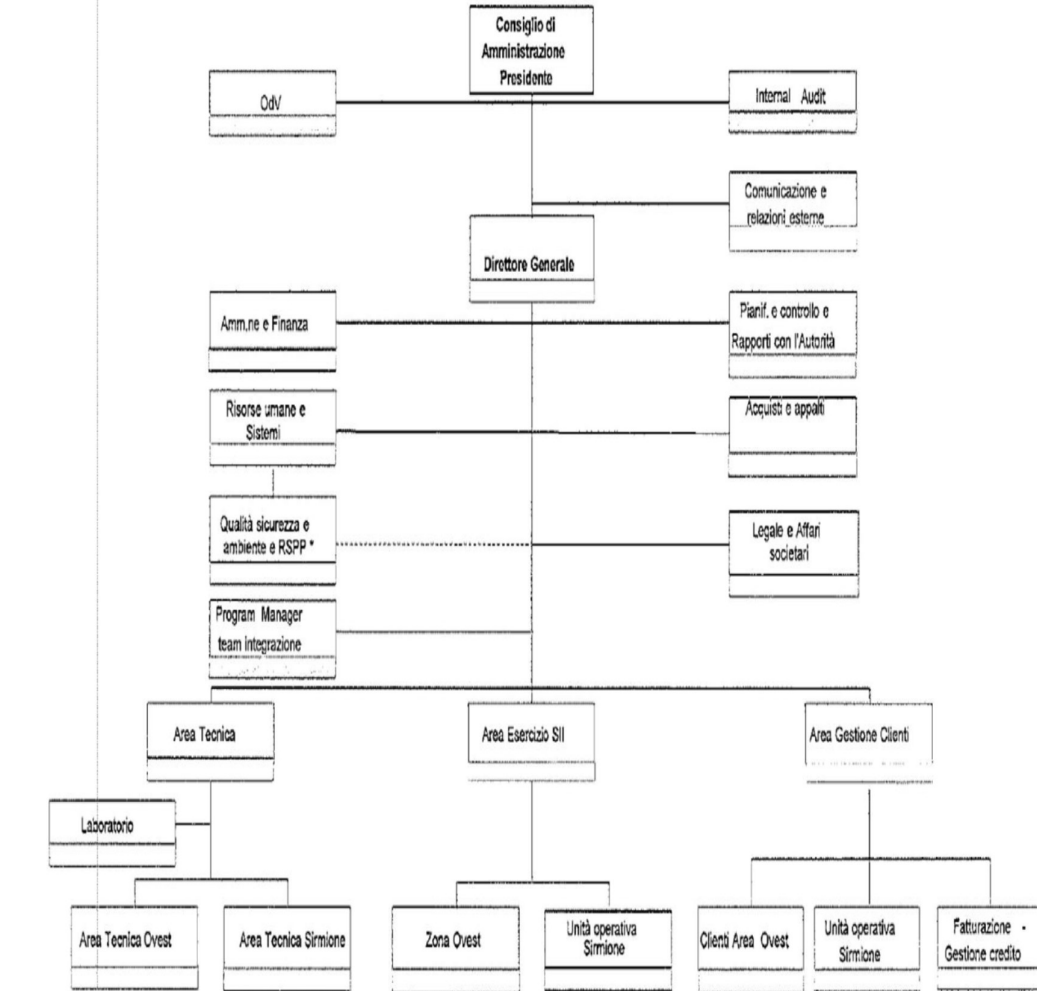 Consiglio di
Amministrazione
Presidente
OdV
Internal Audit
Comunicazione e
relazioni esterne
Direttore Generale
Amm.ne e Finanza
Pianif. e controllo e
Rapporti con l'Autorità
Risorse umane e
Sistemi
Acquisti e appalti
Qualità sicurezza e
ambiente e RSPP *
Legale e Affari
societari
Program Manager
team integrazione
Area Tecnica
Area Esercizio SII
Area Gestione Clienti
Laboratorio
Area Tecnica Ovest
Area Tecnica Sirmione
Zona Ovest
Unità operativa
Sirmione
Clienti Area Ovest
Unità operativa
Sirmione
Fatturazione -
Gestione credito